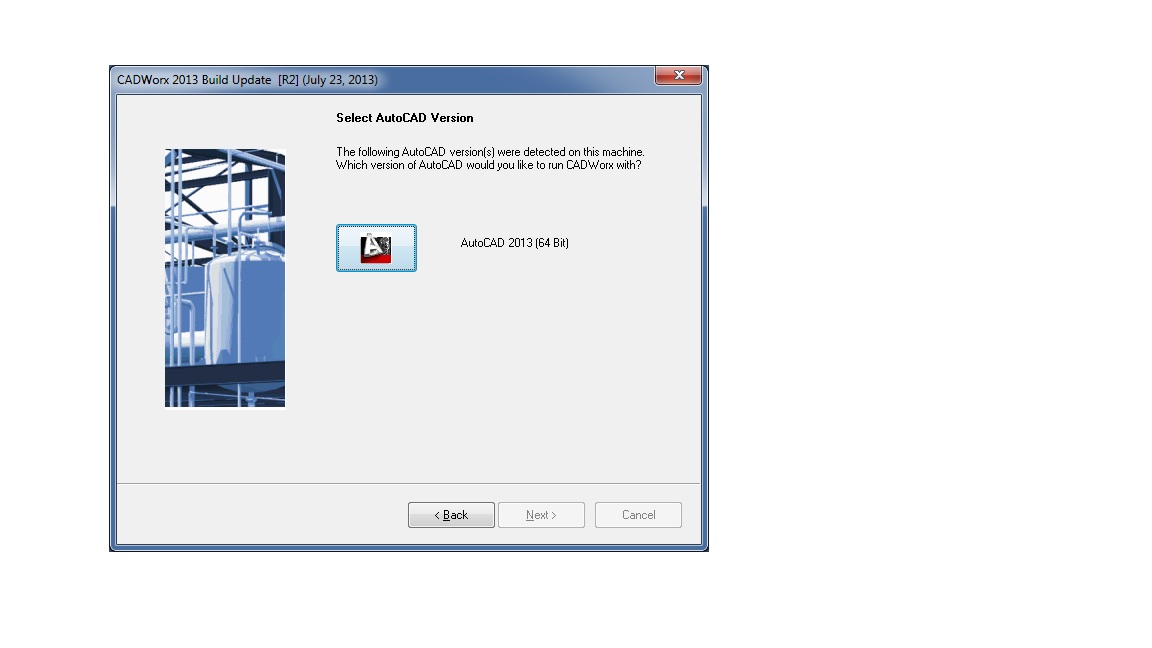 CADWorx 2013 Build Update [R2] (July 23, 2013)
Select AutoCAD Version
The following AutoCAD version(s) were detected on this machine.
Which version of AutoCAD would you like to run CADWorx with?
AutoCAD 2013 (64 Bit)
< Back
Next >
Cancel